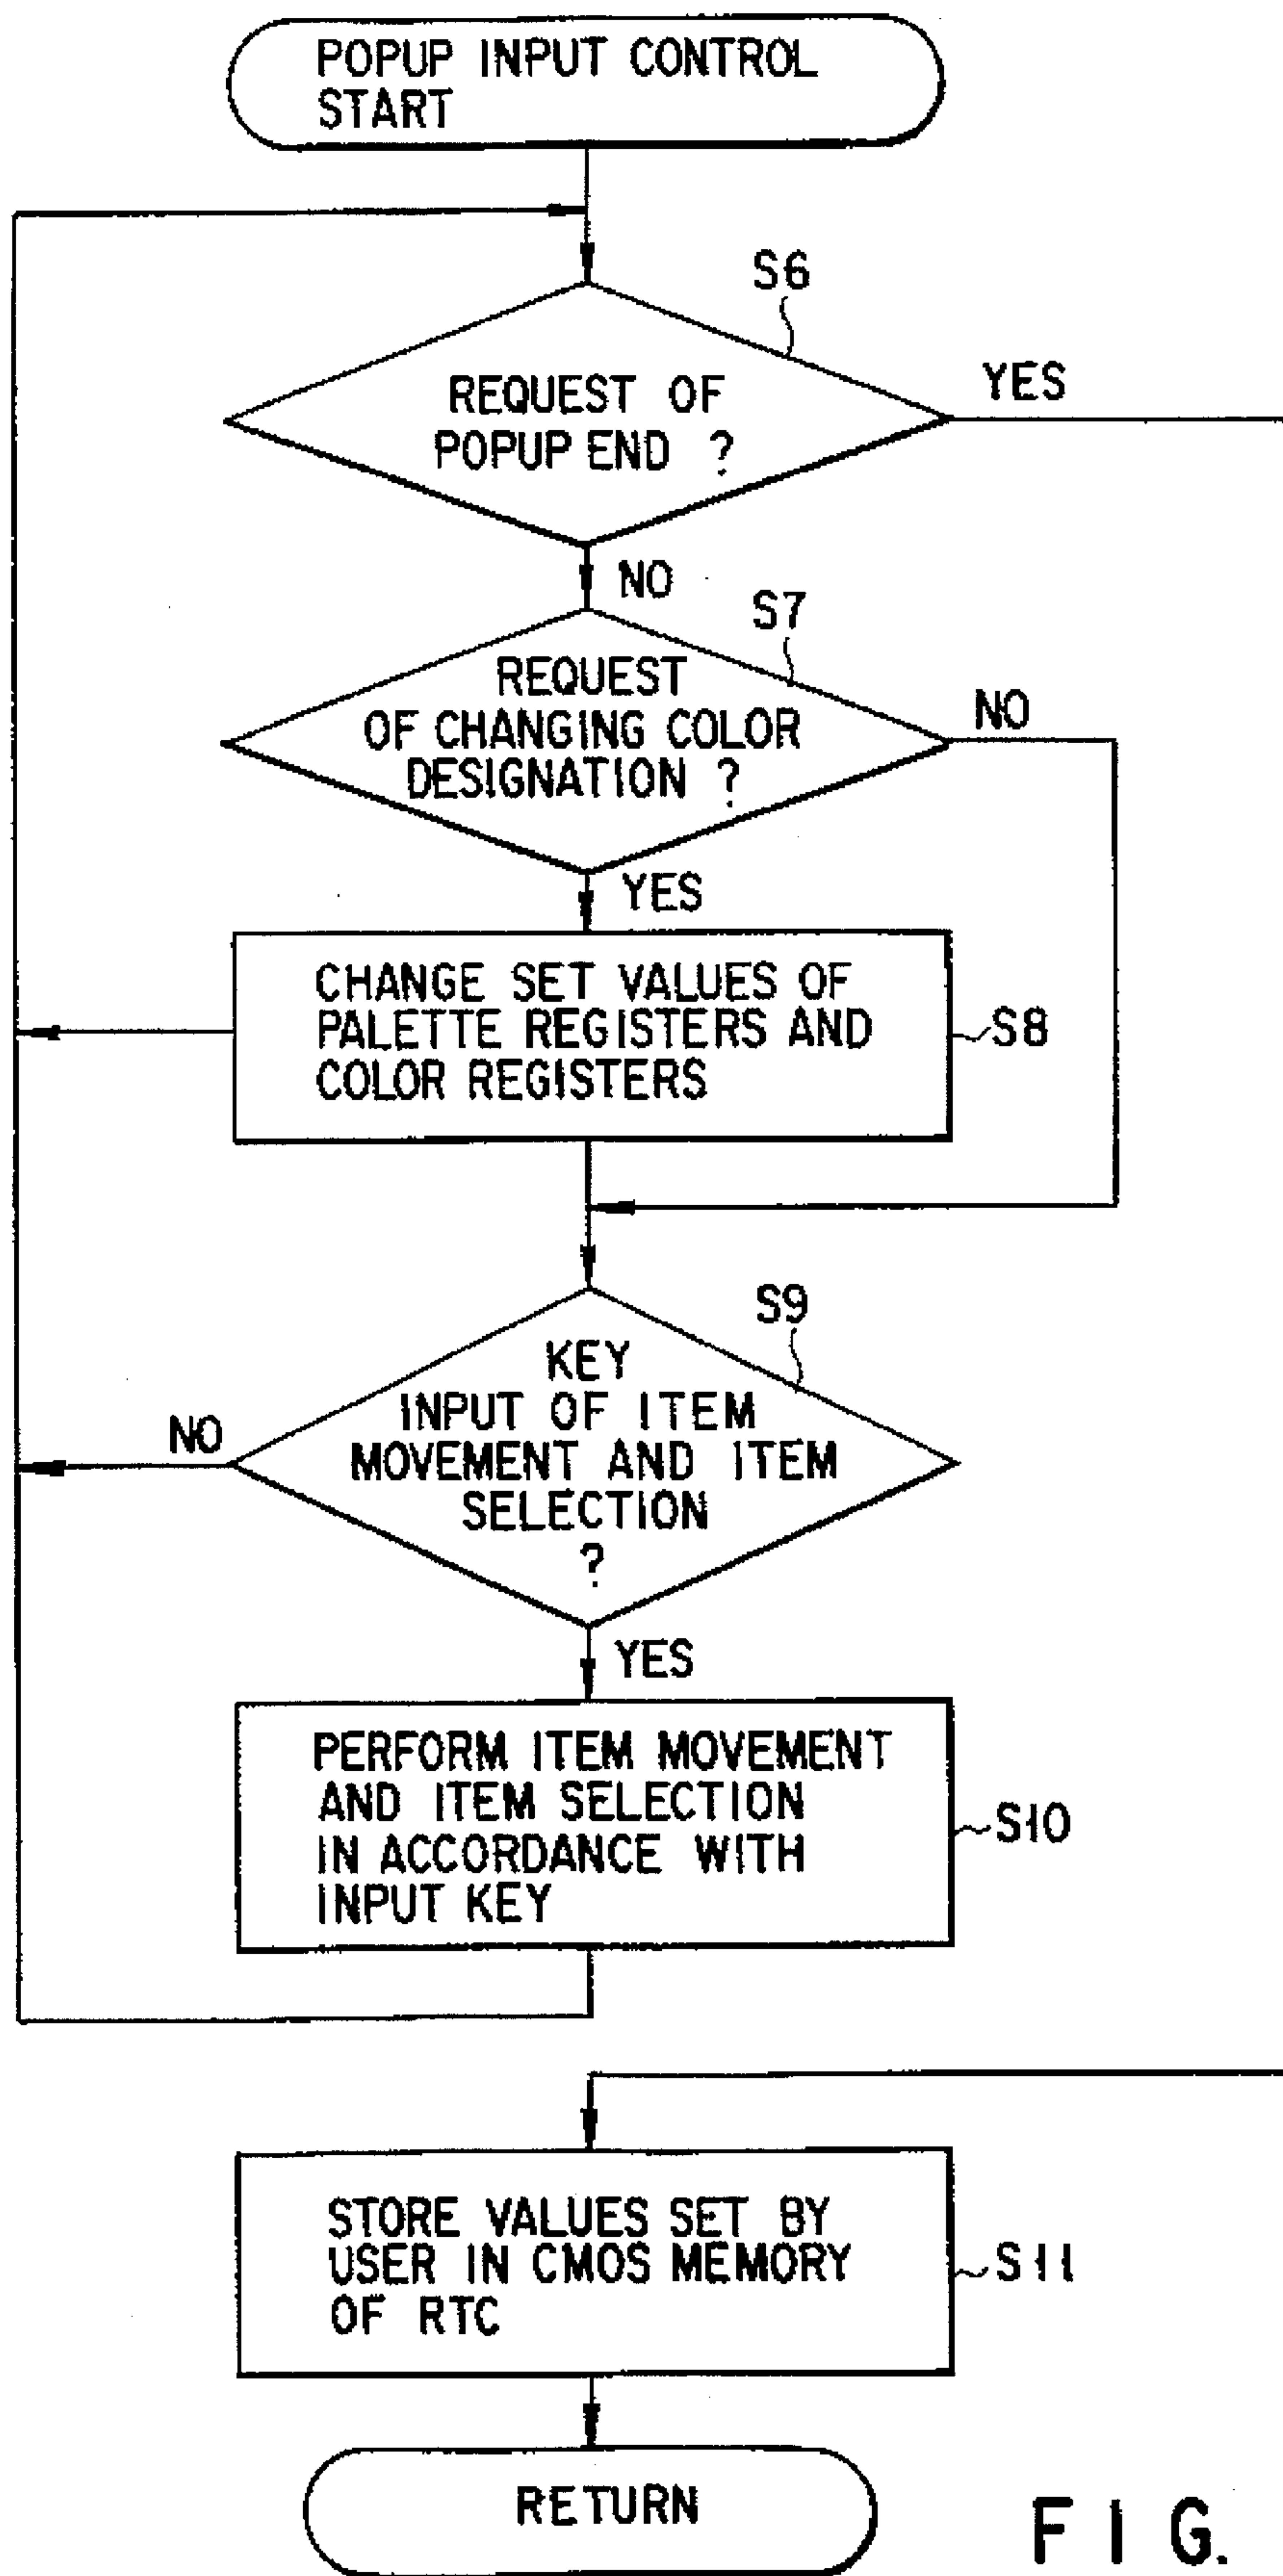 POPUP INPUT CONTROL
START
S6
REQUEST OF
POPUP END ?
YES
NO
S7
REQUEST
OF CHANGING COLOR
DESIGNATION ?
NO
YES
CHANGE SET VALUES OF
PALETTE REGISTERS AND
COLOR REGISTERS
S8
S9
KEY
INPUT OF ITEM
MOVEMENT AND ITEM
SELECTION
?
NO
YES
PERFORM ITEM MOVEMENT
AND ITEM SELECTION
IN ACCORDANCE WITH
INPUT KEY
S10
STORE VALUES SET BY
USER IN CMOS MEMORY
OF RTC
S11
RETURN
FIG.